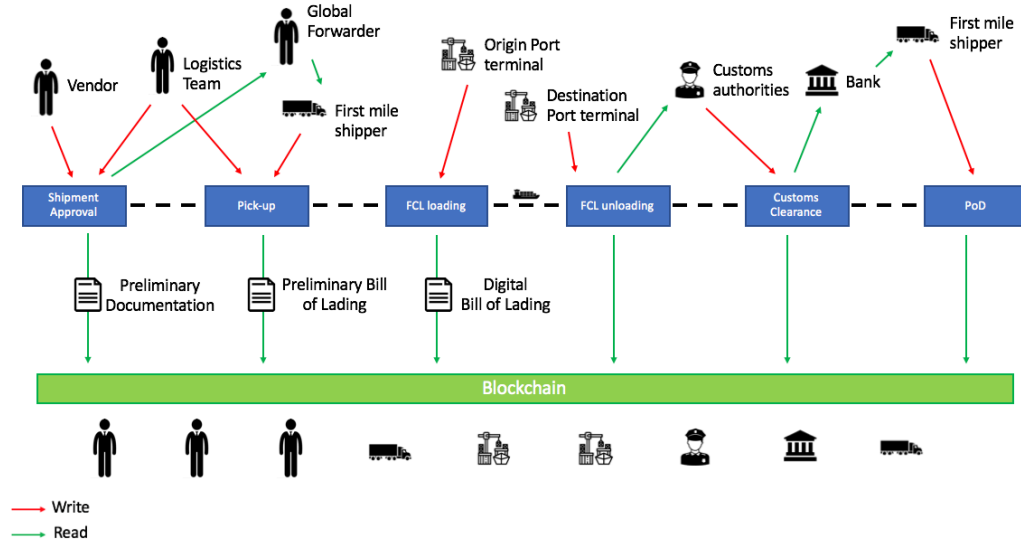 Global
Forwarder
Vendor
Logistics
Team
First mile
shipper
Origin Port
terminal
Destination
Port terminal
Customs
authorities
Bank
First mile
shipper
Shipment
Approval
Pick-up
FCL loading
FCL unloading
Customs
Clearance
PoD
Preliminary
Documentation
Preliminary Bill
of Lading
Digital
Bill of Lading
Blockchain
Write
Read